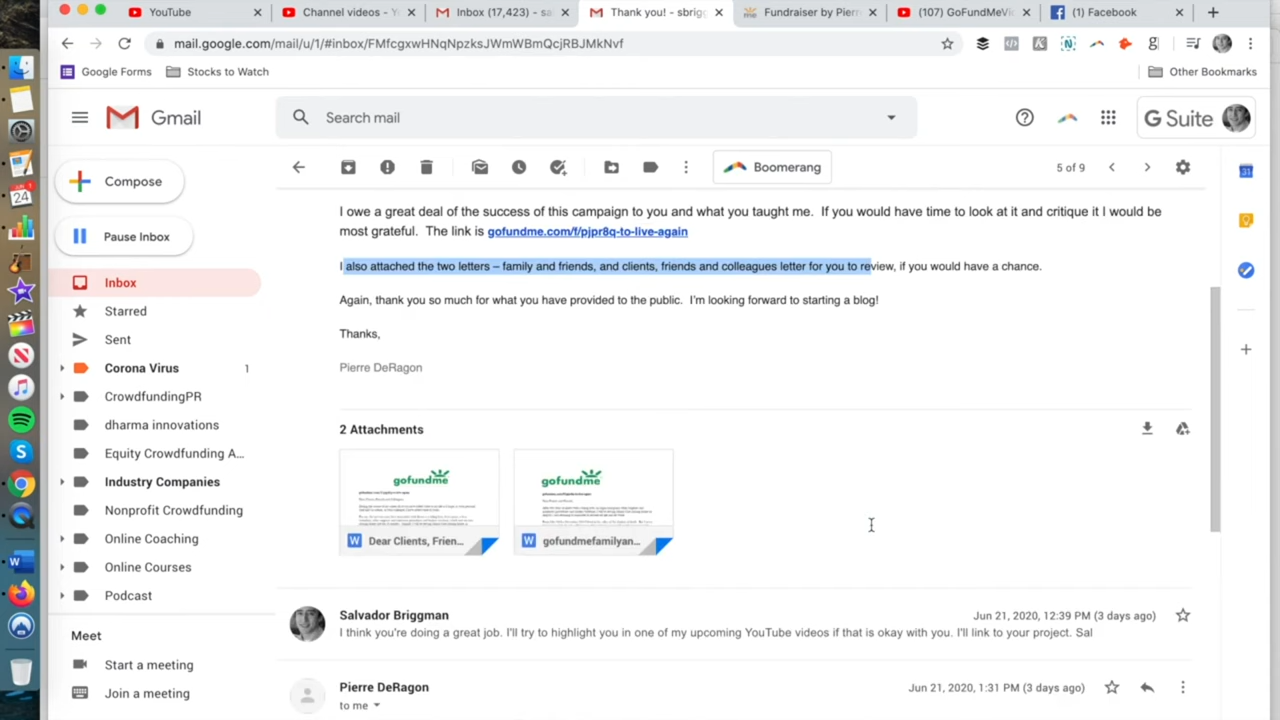 YouTube
Channel videos - Y
Inbox (17,423) - sa
Thank you! - sbrigg
Fundraiser by Pierr
(107) GoFundMeVi
(1) Facebook
mail.google.com/mail/u/1/#inbox/FMfcgxwHNqNpzksJWmWBmQcjRBJMkNvf
Google Forms
Stocks to Watch
Other Bookmarks
Gmail
Search mail
G Suite
Compose
Boomerang
5 of 9
Pause Inbox
Inbox
Starred
Sent
Corona Virus 1
CrowdfundingPR
dharma innovations
Equity Crowdfunding A...
Industry Companies
Nonprofit Crowdfunding
Online Coaching
Online Courses
Podcast
Meet
Start a meeting
Join a meeting
I owe a great deal of the success of this campaign to you and what you taught me. If you would have time to look at it and critique it I would be
most grateful. The link is gofundme.com/f/pjpr8q-to-live-again
I also attached the two letters – family and friends, and clients, friends and colleagues letter for you to review, if you would have a chance.
Again, thank you so much for what you have provided to the public. I'm looking forward to starting a blog!
Thanks,
Pierre DeRagon
2 Attachments
gofundme
W Dear Clients, Frien...
gofundme
W gofundmefamilyan...
Salvador Briggman
Jun 21, 2020, 12:39 PM (3 days ago)
I think you're doing a great job. I'll try to highlight you in one of my upcoming YouTube videos if that is okay with you. I'll link to your project. Sal
Pierre DeRagon
Jun 21, 2020, 1:31 PM (3 days ago)
to me
24
31